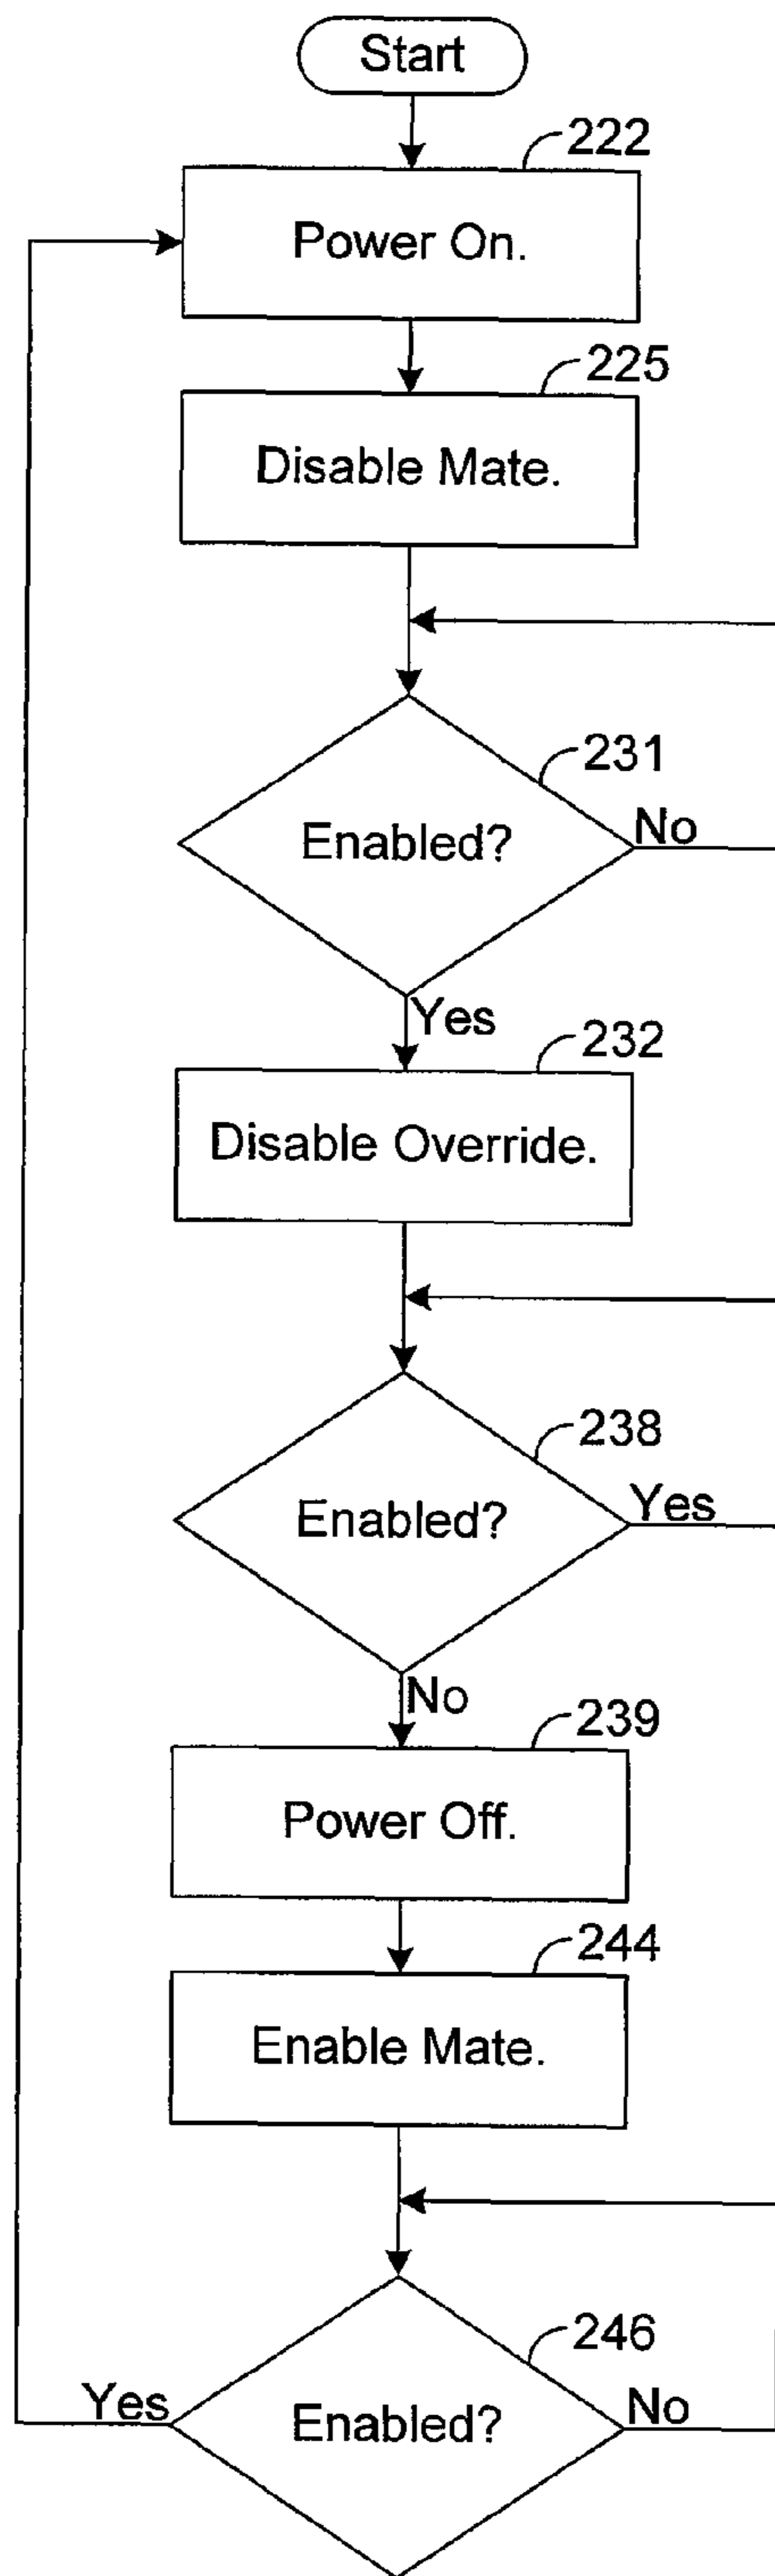 Start
222
Power On.
225
Disable Mate.
231
Enabled?
No
Yes
232
Disable Override.
238
Enabled?
Yes
No
239
Power Off.
244
Enable Mate.
246
Yes
Enabled?
No